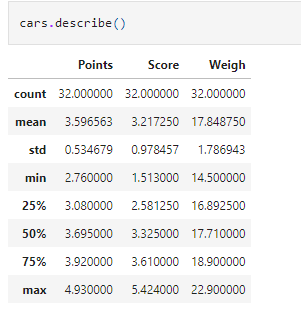 cars.describe()
Points Score Weigh
count 32.000000 32.000000 32.000000
mean 3.596563 3.217250 17.848750
std 0.534679 0.978457 1.786943
min 2.760000 1.513000 14.500000
25% 3.080000 2.581250 16.892500
50% 3.695000 3.325000 17.710000
75% 3.920000 3.610000 18.900000
max 4.930000 5.424000 22.900000